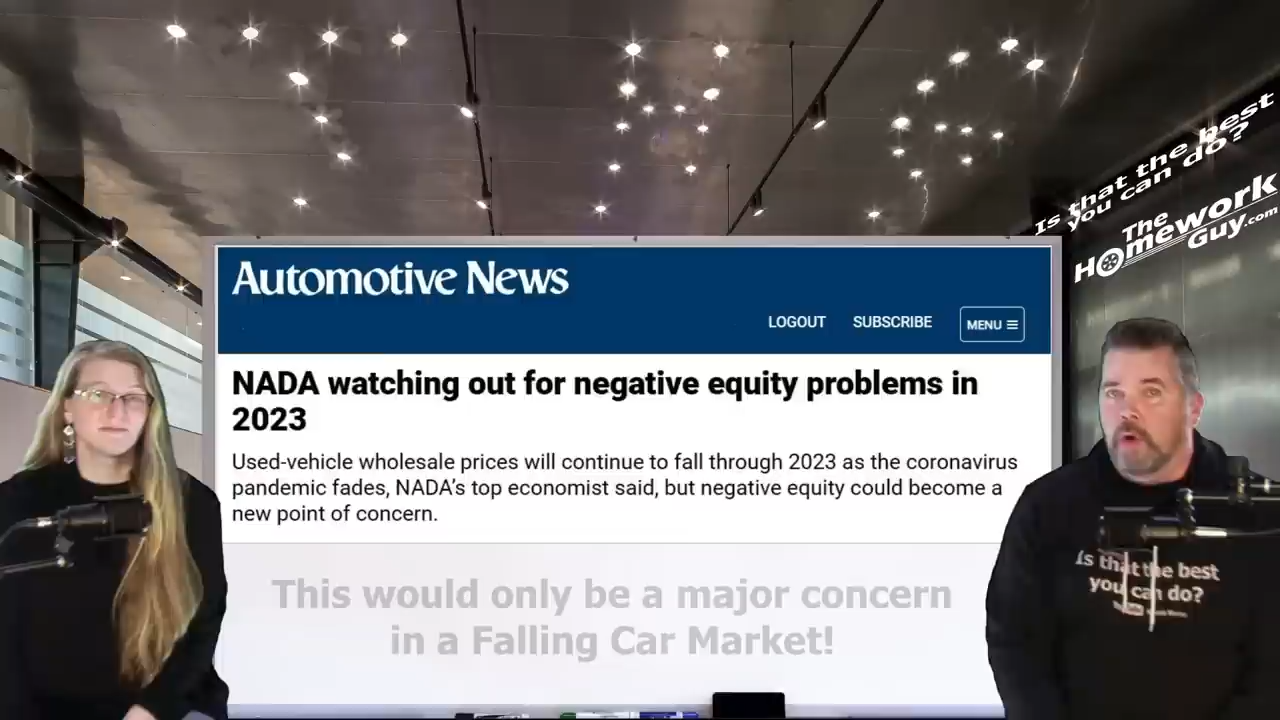 Is that the best
you can do?
The
Homework
Guy.com
Automotive News
LOGOUT SUBSCRIBE MENU
NADA watching out for negative equity problems in
2023
Used-vehicle wholesale prices will continue to fall through 2023 as the coronavirus
pandemic fades, NADA's top economist said, but negative equity could become a
new point of concern.
This would only be a major concern
in a Falling Car Market!
Is that the best
you can do?